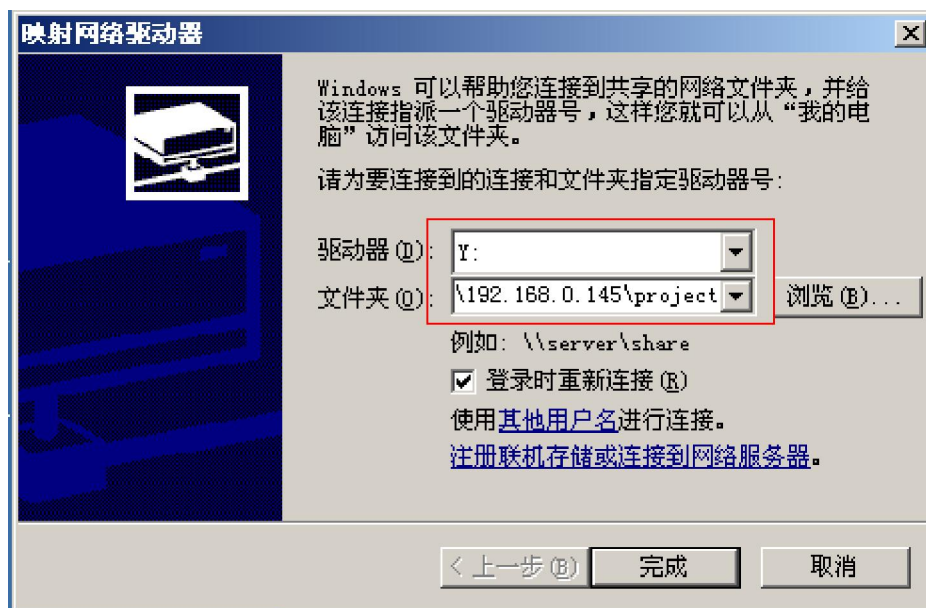 映射网络驱动器
Windows 可以帮助您连接到共享的网络文件夹，并给
该连接指派一个驱动器号，这样您就可以从“我的电
脑”访问该文件夹。
请为要连接到的连接和文件夹指定驱动器号：
驱动器(D): Y:
文件夹(O): \192.168.0.145\project 浏览(B)...
例如: \\server\share
登录时重新连接(R)
使用其他用户名进行连接。
注册联机存储或连接到网络服务器。
<上一步(B) 完成 取消